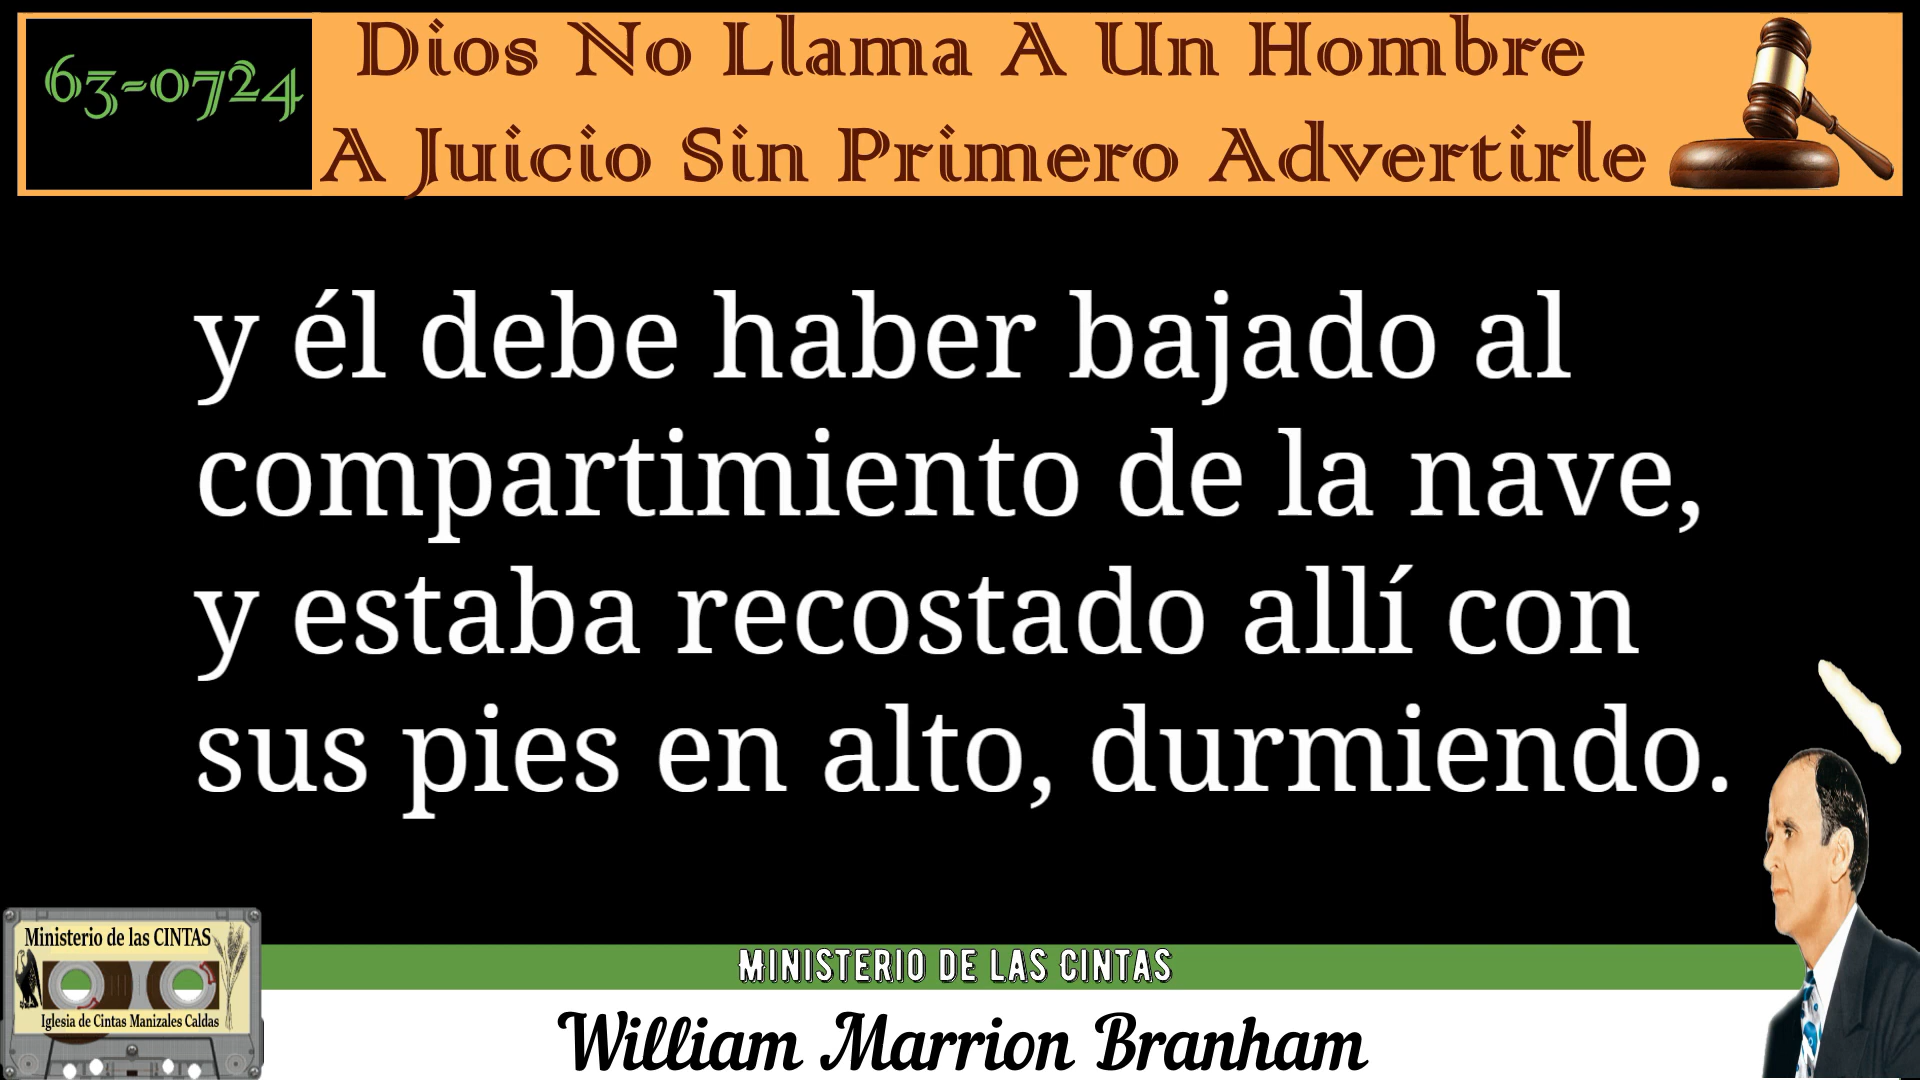 63-0724
Dios No Llama A Un Hombre
A Juicio Sin Primero Advertirle
y él debe haber bajado al
compartimiento de la nave,
y estaba recostado allí con
sus pies en alto, durmiendo.
Ministerio de las CINTAS
Iglesia de Cintas Manizales Caldas
MINISTERIO DE LAS CINTAS
William Marrion Branham